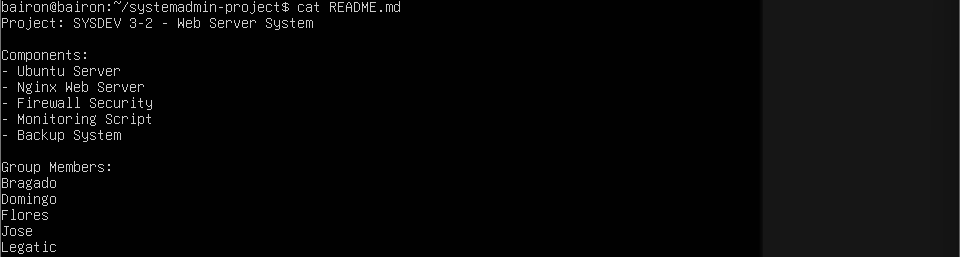 bairon@bairon:~/systemadmin-project$ cat README.md
Project: SYSDEV 3-2 - Web Server System

Components:
- Ubuntu Server
- Nginx Web Server
- Firewall Security
- Monitoring Script
- Backup System

Group Members:
Bragado
Domingo
Flores
Jose
Legatic